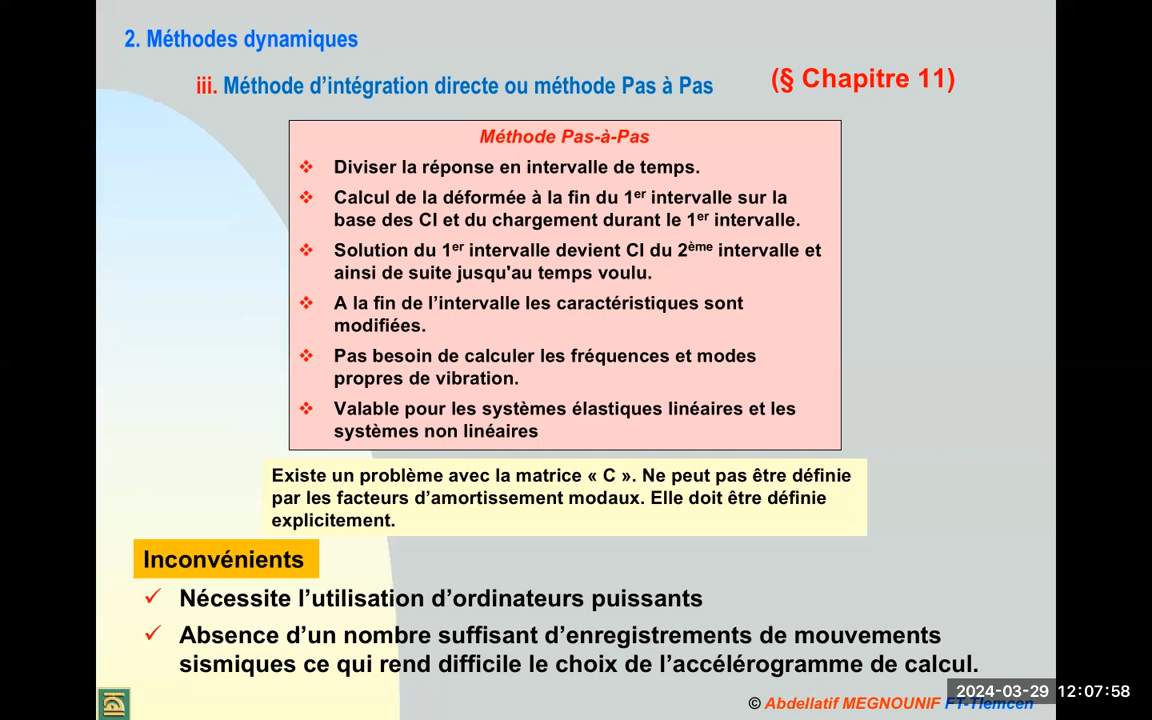 2. Méthodes dynamiques
iii. Méthode d’intégration directe ou méthode Pas à Pas
(§ Chapitre 11)
Méthode Pas-à-Pas
❖ Diviser la réponse en intervalle de temps.
❖ Calcul de la déformée à la fin du 1er intervalle sur la
base des CI et du chargement durant le 1er intervalle.
❖ Solution du 1er intervalle devient CI du 2ème intervalle et
ainsi de suite jusqu'au temps voulu.
❖ A la fin de l’intervalle les caractéristiques sont
modifiées.
❖ Pas besoin de calculer les fréquences et modes
propres de vibration.
❖ Valable pour les systèmes élastiques linéaires et les
systèmes non linéaires
Existe un problème avec la matrice « C ». Ne peut pas être définie
par les facteurs d’amortissement modaux. Elle doit être définie
explicitement.
Inconvénients
✓ Nécessite l’utilisation d’ordinateurs puissants
✓ Absence d’un nombre suffisant d’enregistrements de mouvements
sismiques ce qui rend difficile le choix de l’accélérogramme de calcul.
2024-03-29 12:07:58
© Abdellatif MEGNOUNIF FT-Tlemcen